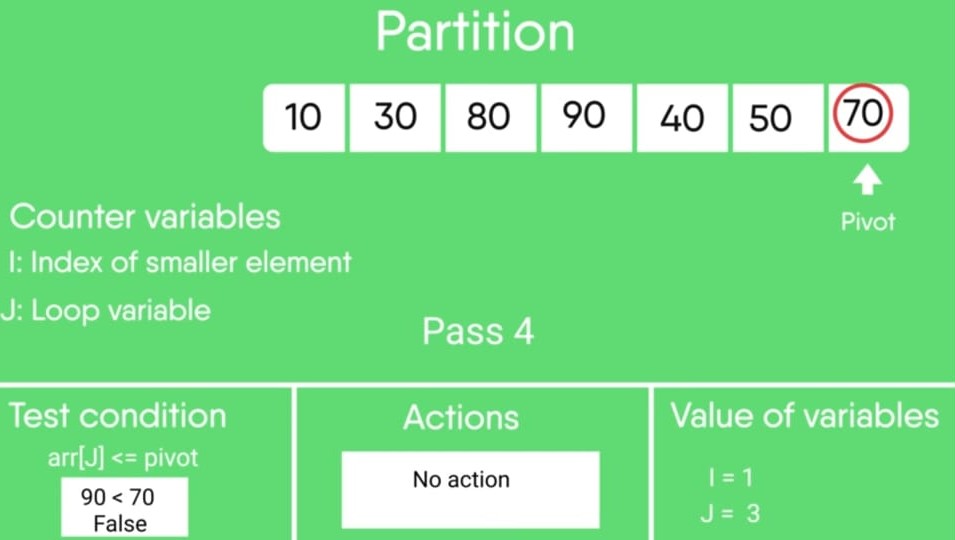 Partition
10 30 80 90 40 50 70
Pivot
Counter variables
I: Index of smaller element
J: Loop variable
Pass 4
Test condition
arr[J] <= pivot
90 < 70
False
Actions
No action
Value of variables
I = 1
J = 3